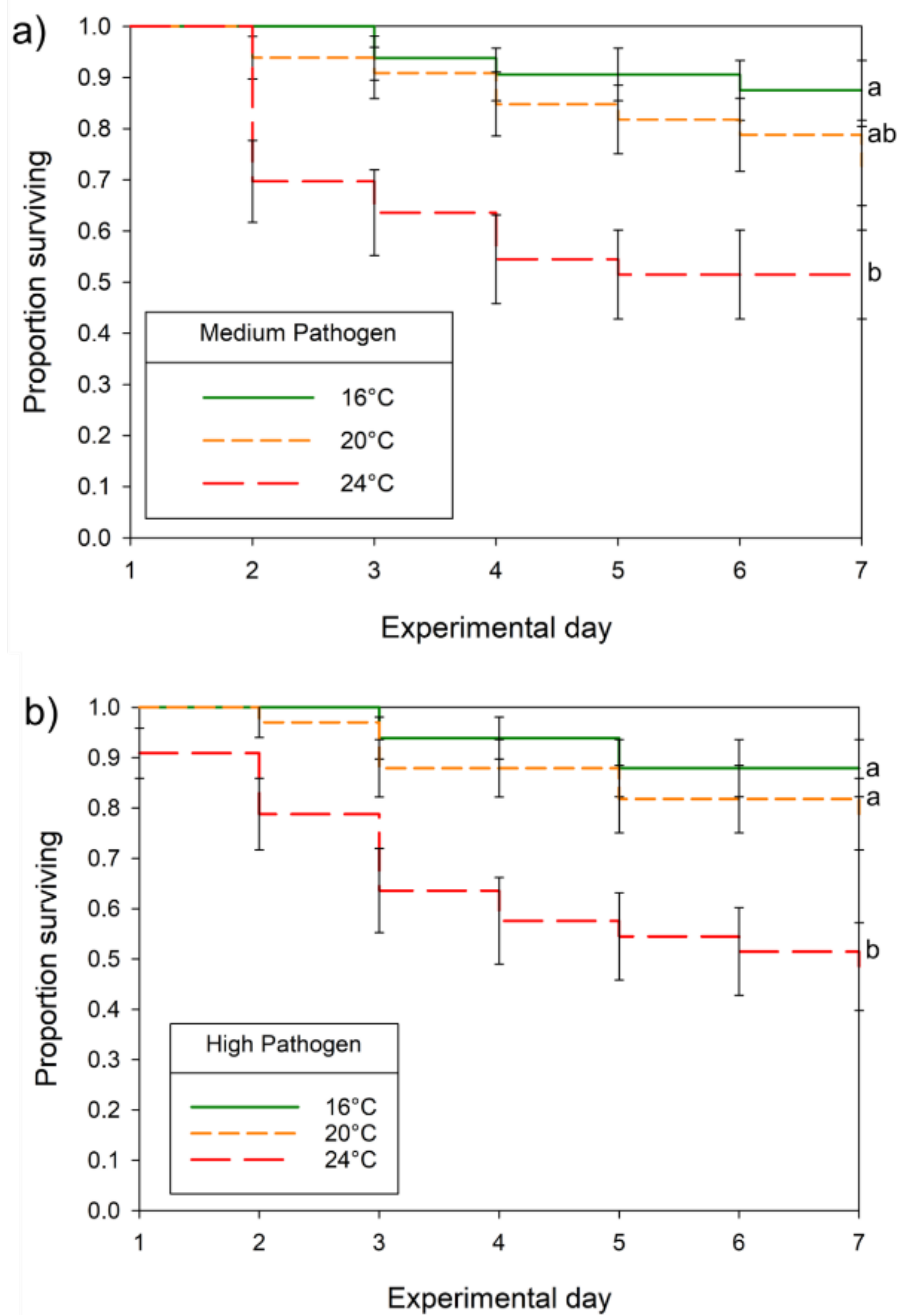 a)
1.0
0.9
0.8
0.7
0.6
0.5
0.4
0.3
0.2
0.1
0.0
Proportion surviving
a
ab
b
Medium Pathogen
16°C
20°C
24°C
1 2 3 4 5 6 7
Experimental day
b)
1.0
0.9
0.8
0.7
0.6
0.5
0.4
0.3
0.2
0.1
0.0
Proportion surviving
a
a
b
High Pathogen
16°C
20°C
24°C
1 2 3 4 5 6 7
Experimental day